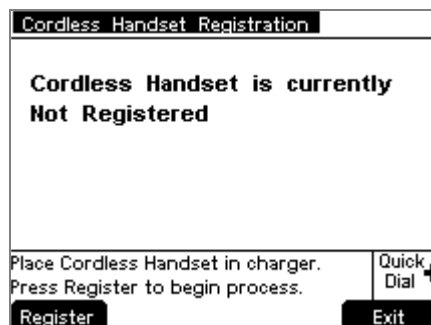 Cordless Handset Registration
Cordless Handset is currently
Not Registered
Place Cordless Handset in charger.
Press Register to begin process.
Quick
Dial
Register
Exit